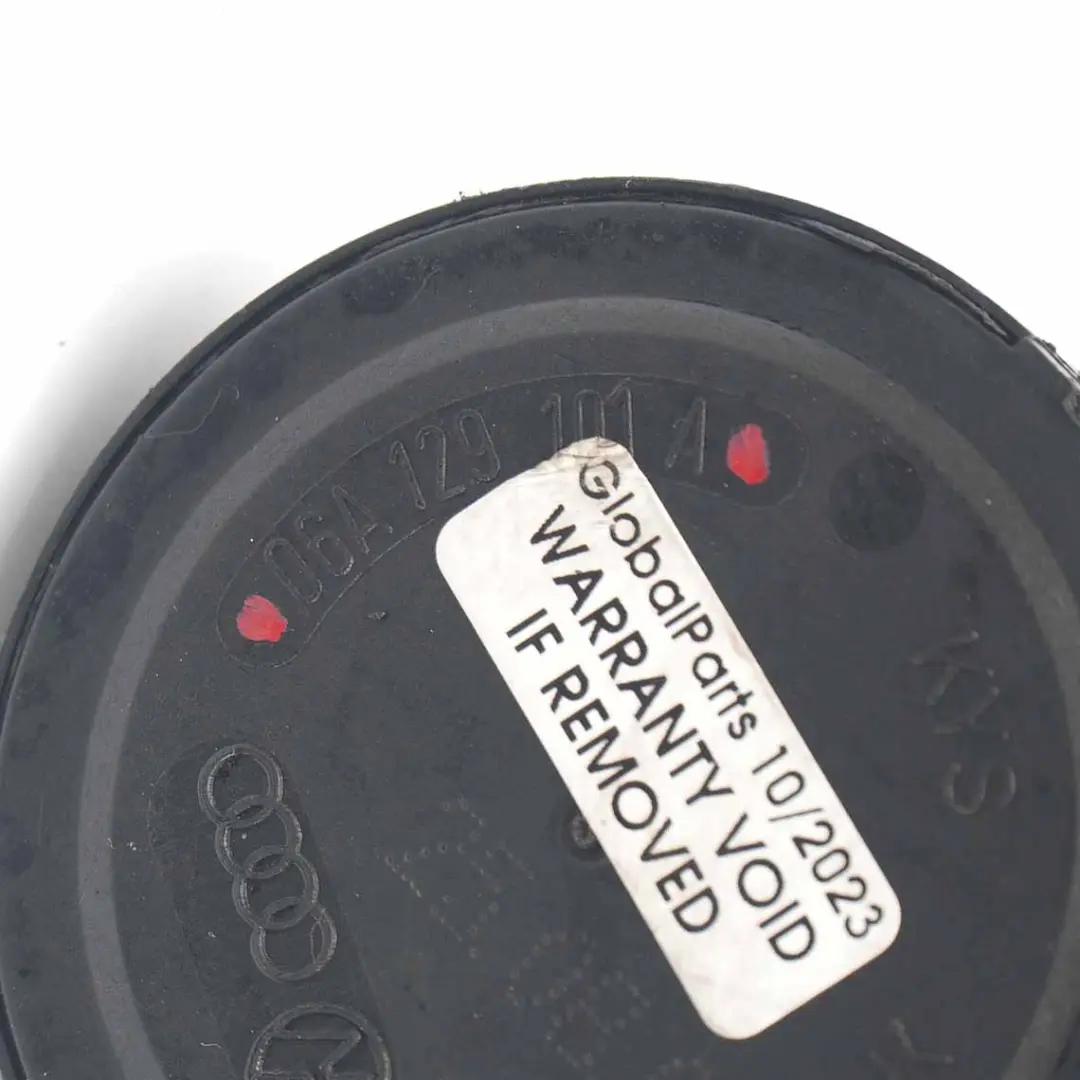 06A 129 101 A
GlobalParts 10/2023
WARRANTY VOID
IF REMOVED